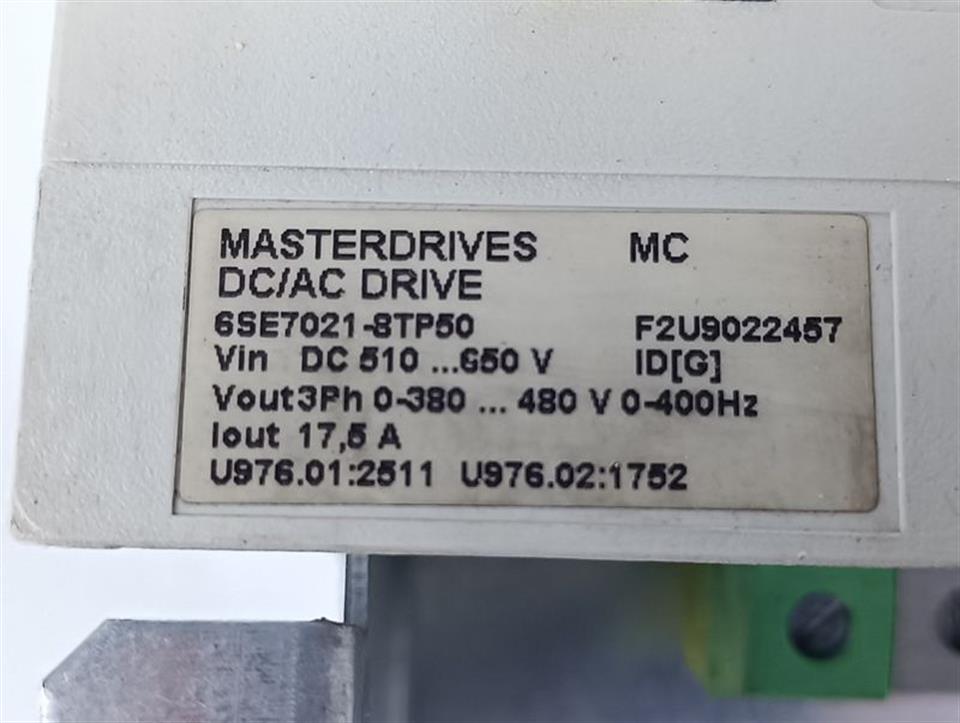 MASTERDRIVES MC
DC/AC DRIVE
6SE7021-8TP50 F2U9022457
Vin DC 510 ...650 V ID[G]
Vout3Ph 0-380 ... 480 V 0-400Hz
Iout 17,5 A
U976.01:2511 U976.02:1752